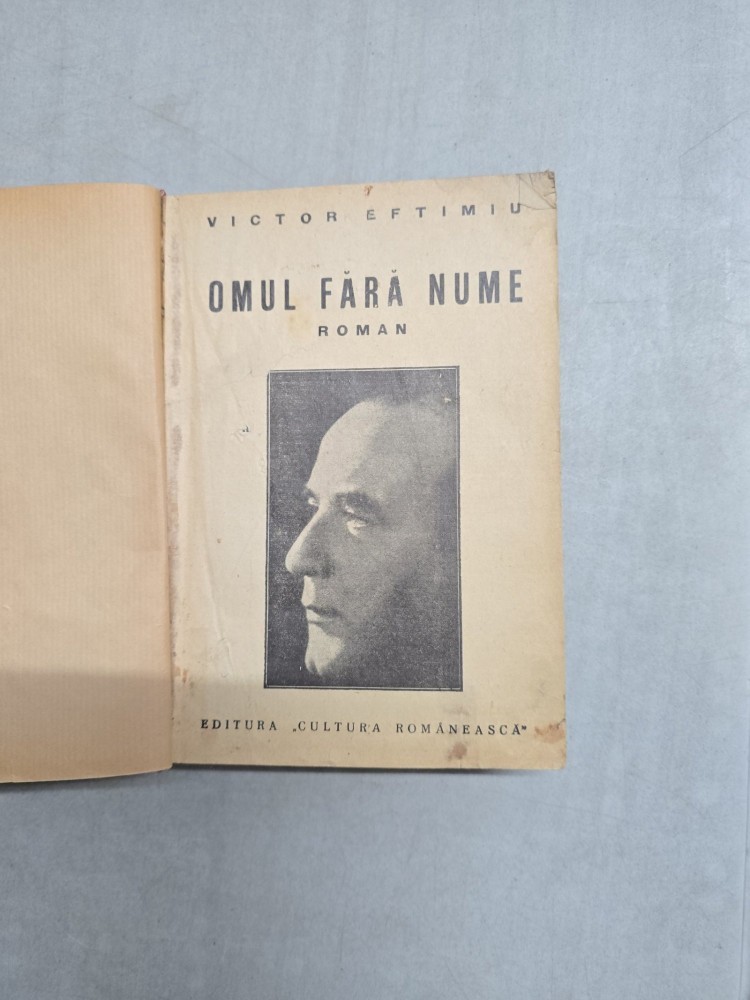 VICTOR EFTIMIU
OMUL FĂRĂ NUME
ROMAN
EDITURA „CULTURA ROMÂNEASCĂ"